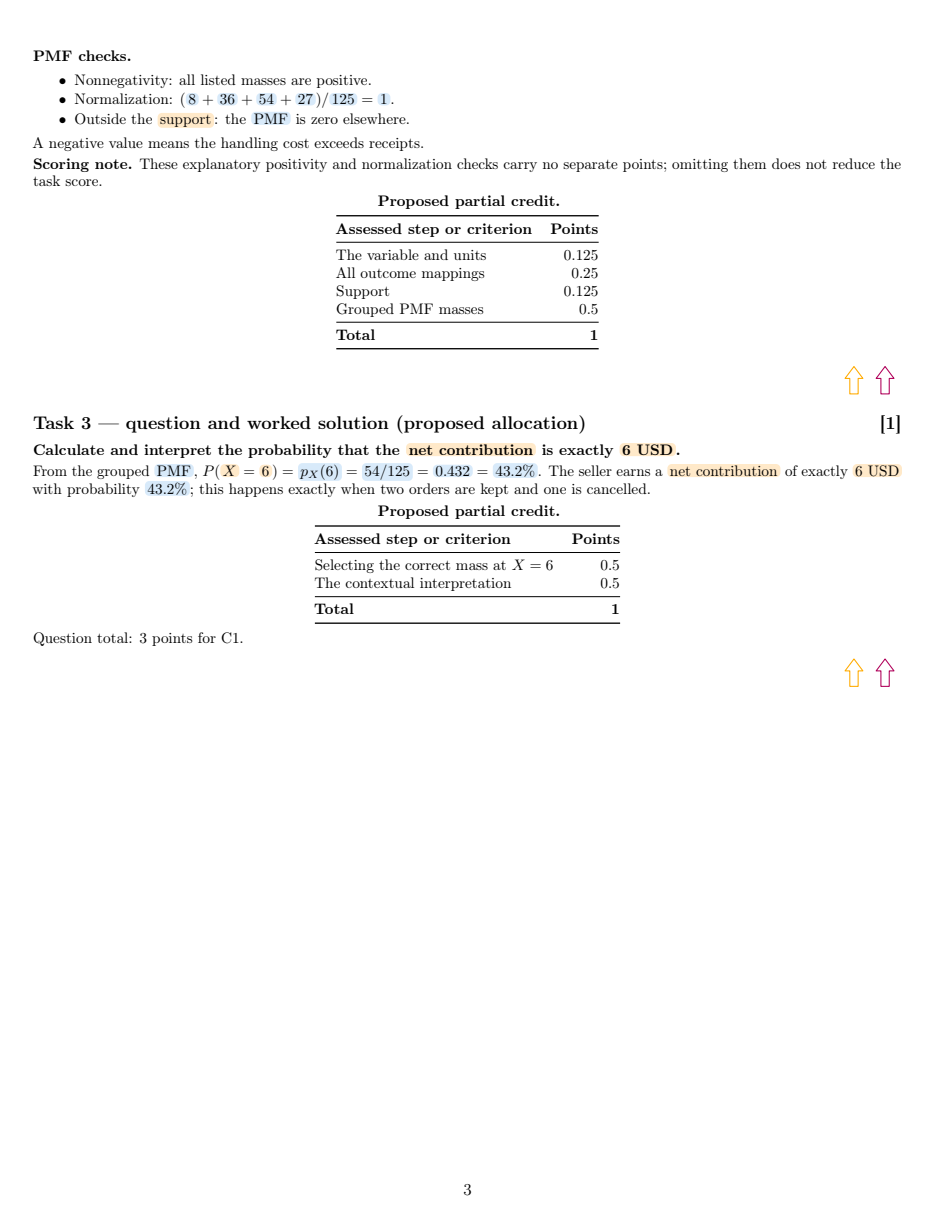 PMF checks.
• Nonnegativity: all listed masses are positive.
• Normalization: (8 + 36 + 54 + 27)/125 = 1.
• Outside the support: the PMF is zero elsewhere.
A negative value means the handling cost exceeds receipts.
Scoring note. These explanatory positivity and normalization checks carry no separate points; omitting them does not reduce the
task score.
Proposed partial credit.
Assessed step or criterion Points
The variable and units 0.125
All outcome mappings 0.25
Support 0.125
Grouped PMF masses 0.5
Total 1
Task 3 — question and worked solution (proposed allocation) [1]
Calculate and interpret the probability that the net contribution is exactly 6 USD.
From the grouped PMF, P(X = 6) = pX(6) = 54/125 = 0.432 = 43.2%. The seller earns a net contribution of exactly 6 USD
with probability 43.2%; this happens exactly when two orders are kept and one is cancelled.
Proposed partial credit.
Assessed step or criterion Points
Selecting the correct mass at X = 6 0.5
The contextual interpretation 0.5
Total 1
Question total: 3 points for C1.
3